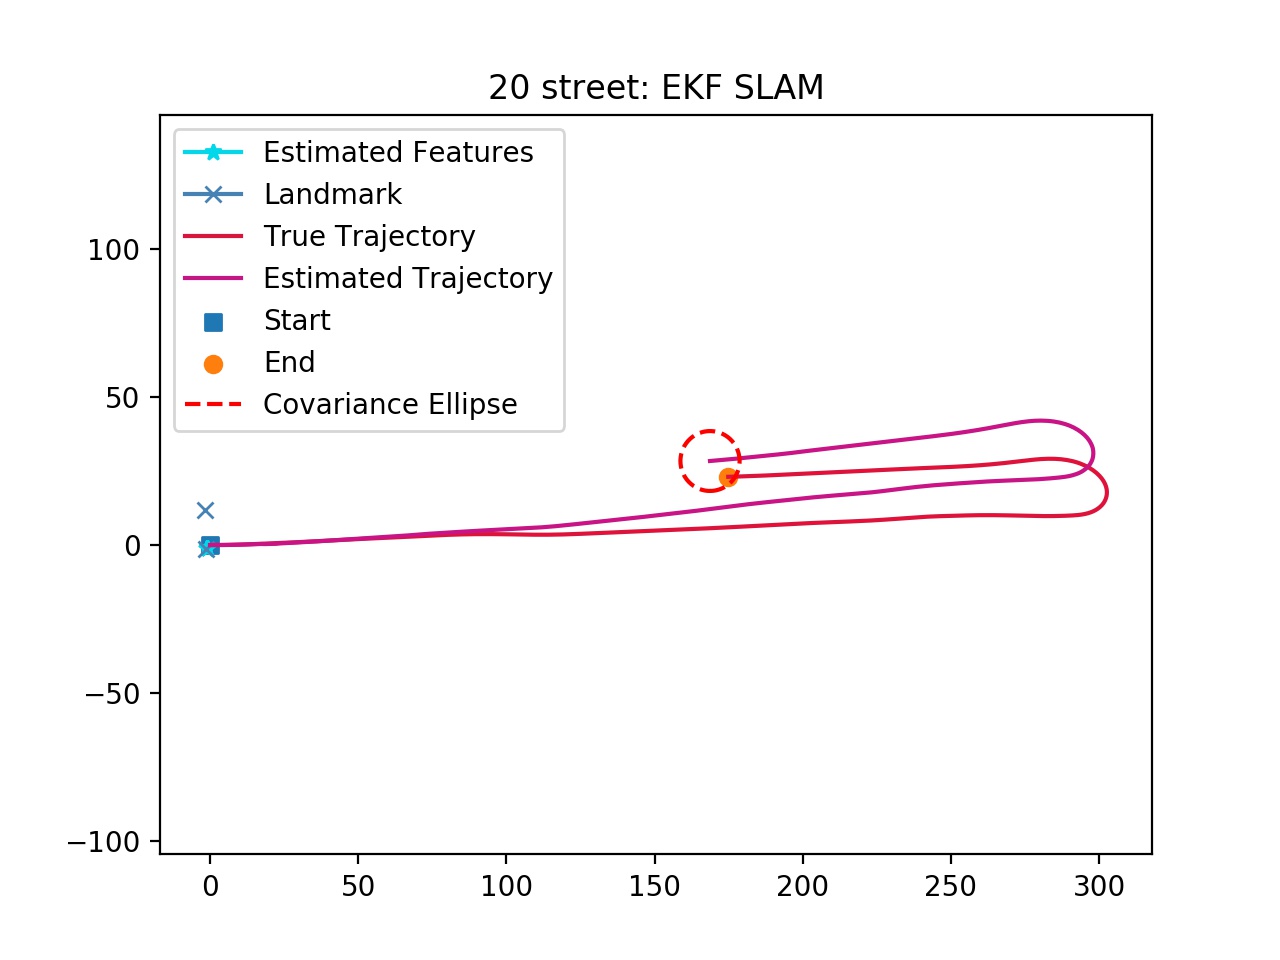 20 street: EKF SLAM
Estimated Features
Landmark
True Trajectory
Estimated Trajectory
Start
End
Covariance Ellipse
100
50
0
−50
−100
0 50 100 150 200 250 300